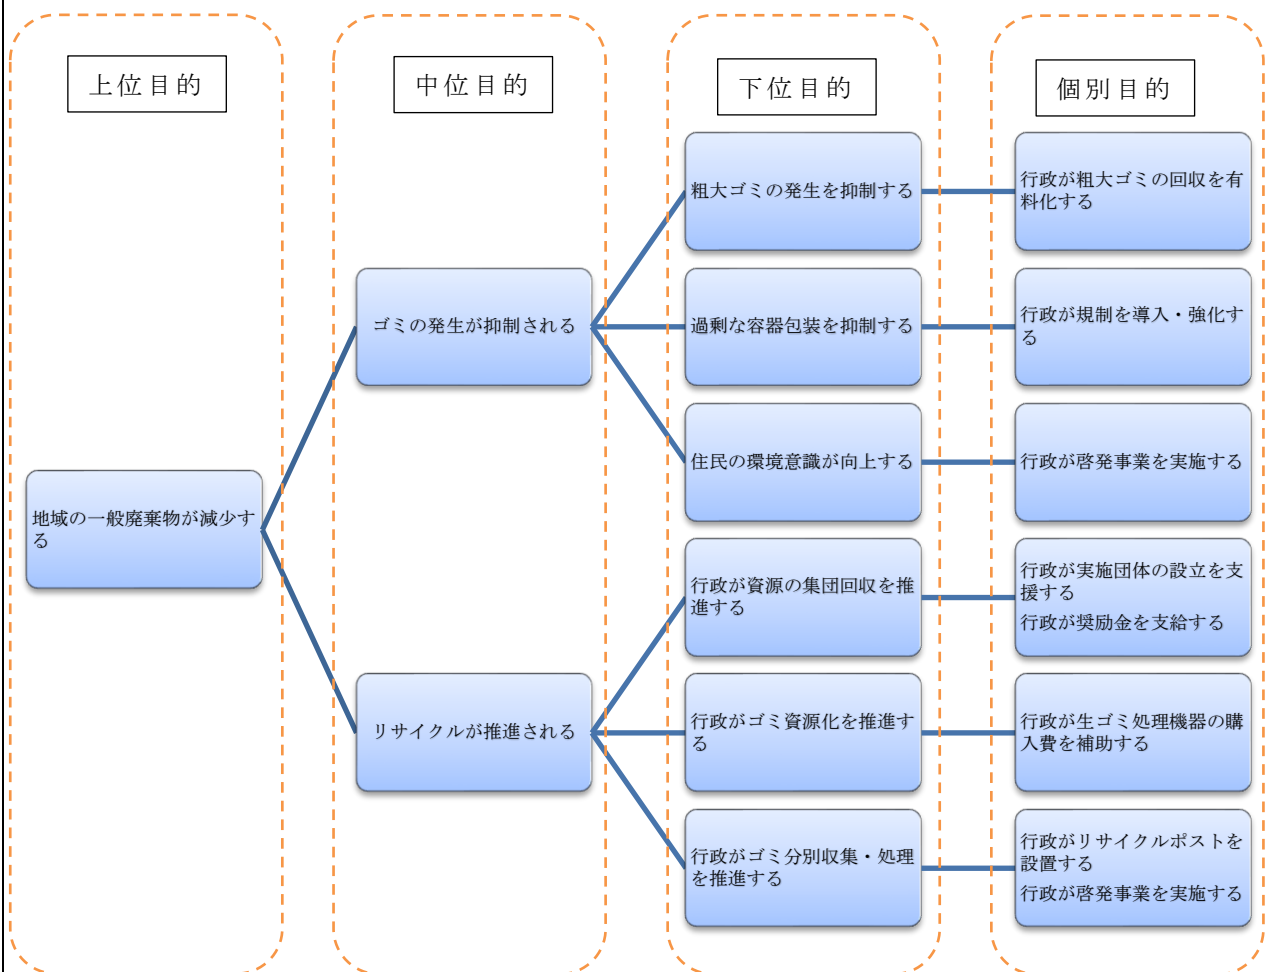 上位目的
中位目的
下位目的
個別目的
地域の一般廃棄物が減少す
る
ゴミの発生が抑制される
リサイクルが推進される
粗大ゴミの発生を抑制する
過剰な容器包装を抑制する
住民の環境意識が向上する
行政が資源の集団回収を推
進する
行政がゴミ資源化を推進す
る
行政がゴミ分別収集・処理
を推進する
行政が粗大ゴミの回収を有
料化する
行政が規制を導入・強化す
る
行政が啓発事業を実施する
行政が実施団体の設立を支
援する
行政が奨励金を支給する
行政が生ゴミ処理機器の購
入費を補助する
行政がリサイクルポストを
設置する
行政が啓発事業を実施する